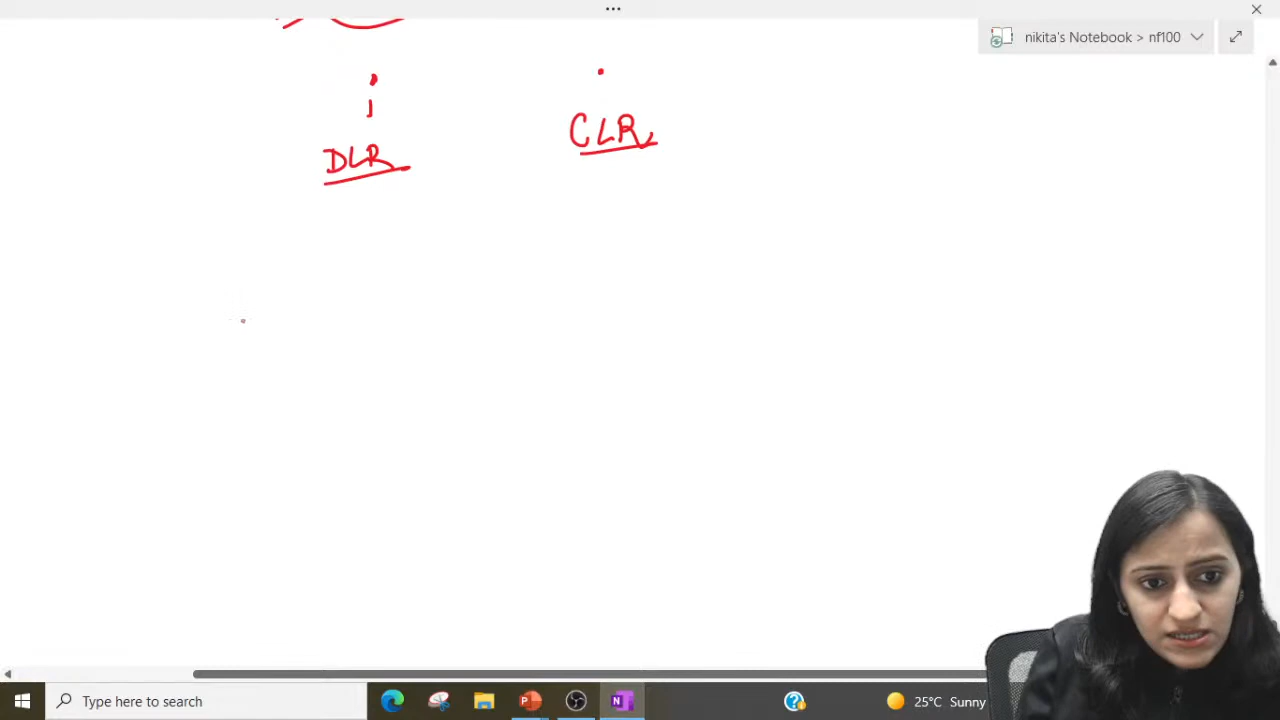 nikita's Notebook > nf100
CLR
DLR
Type here to search
25°C Sunny